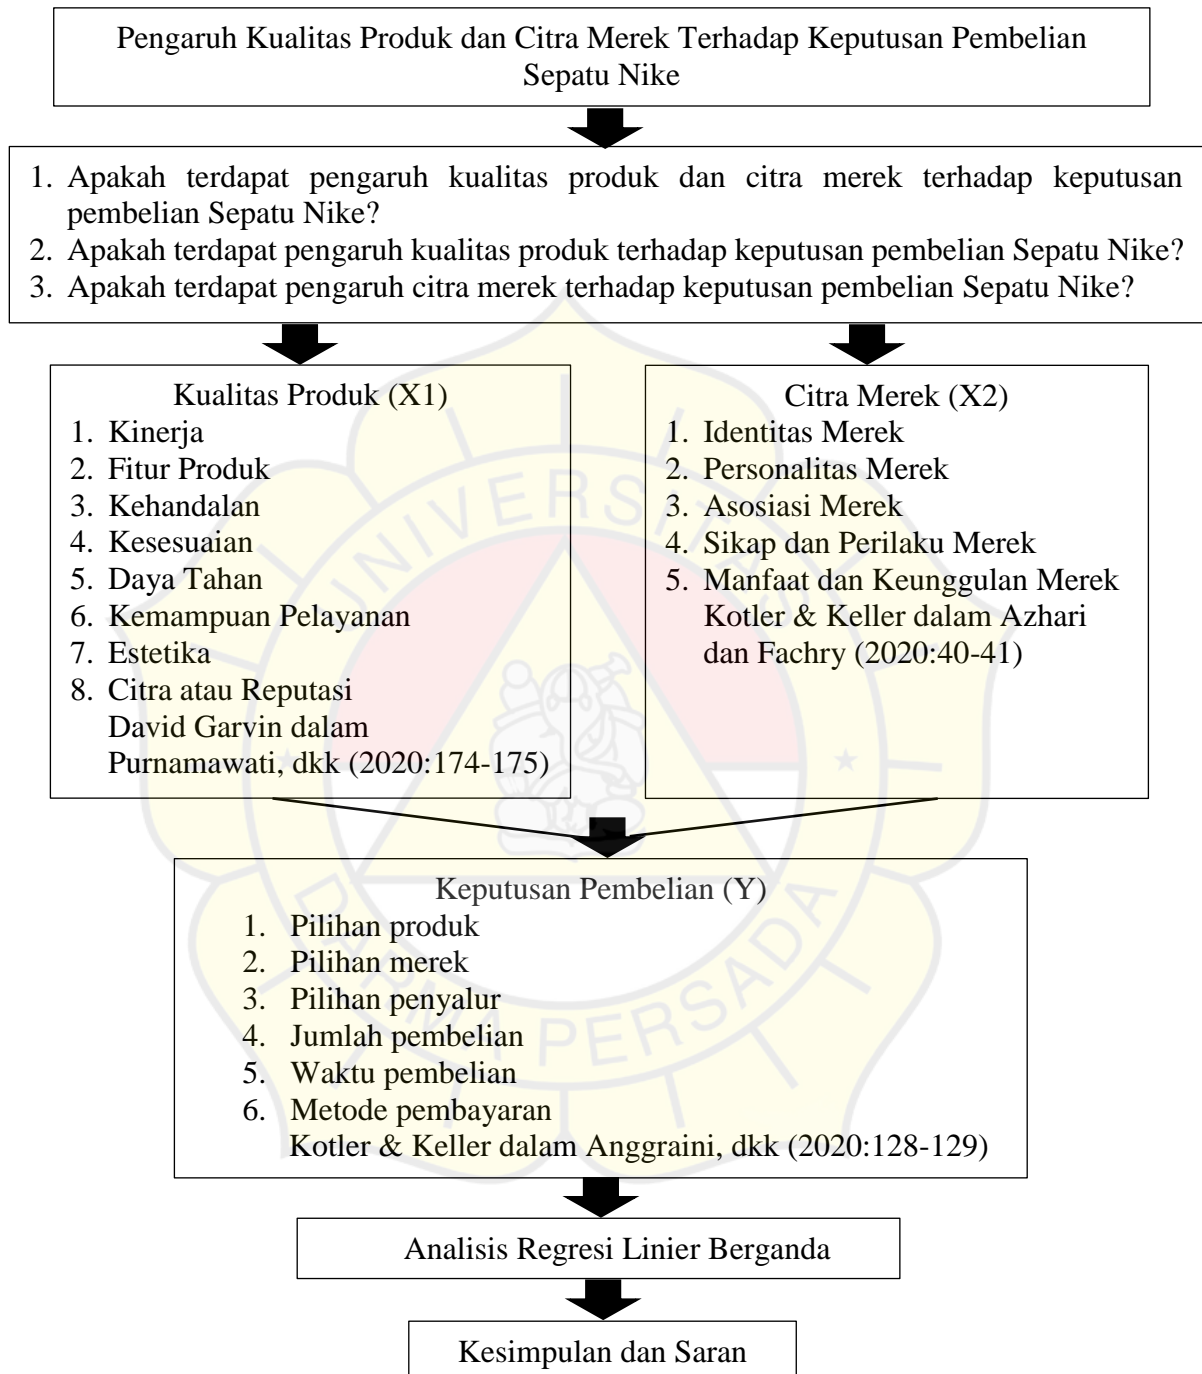 Pengaruh Kualitas Produk dan Citra Merek Terhadap Keputusan Pembelian
Sepatu Nike
1. Apakah terdapat pengaruh kualitas produk dan citra merek terhadap keputusan
pembelian Sepatu Nike?
2. Apakah terdapat pengaruh kualitas produk terhadap keputusan pembelian Sepatu Nike?
3. Apakah terdapat pengaruh citra merek terhadap keputusan pembelian Sepatu Nike?
Kualitas Produk (X1)
1. Kinerja
2. Fitur Produk
3. Kehandalan
4. Kesesuaian
5. Daya Tahan
6. Kemampuan Pelayanan
7. Estetika
8. Citra atau Reputasi
David Garvin dalam
Purnamawati, dkk (2020:174-175)
Citra Merek (X2)
1. Identitas Merek
2. Personalitas Merek
3. Asosiasi Merek
4. Sikap dan Perilaku Merek
5. Manfaat dan Keunggulan Merek
Kotler & Keller dalam Azhari
dan Fachry (2020:40-41)
Keputusan Pembelian (Y)
1. Pilihan produk
2. Pilihan merek
3. Pilihan penyalur
4. Jumlah pembelian
5. Waktu pembelian
6. Metode pembayaran
Kotler & Keller dalam Anggraini, dkk (2020:128-129)
Analisis Regresi Linier Berganda
Kesimpulan dan Saran
UNIVERSITAS
DARMA PERSADA